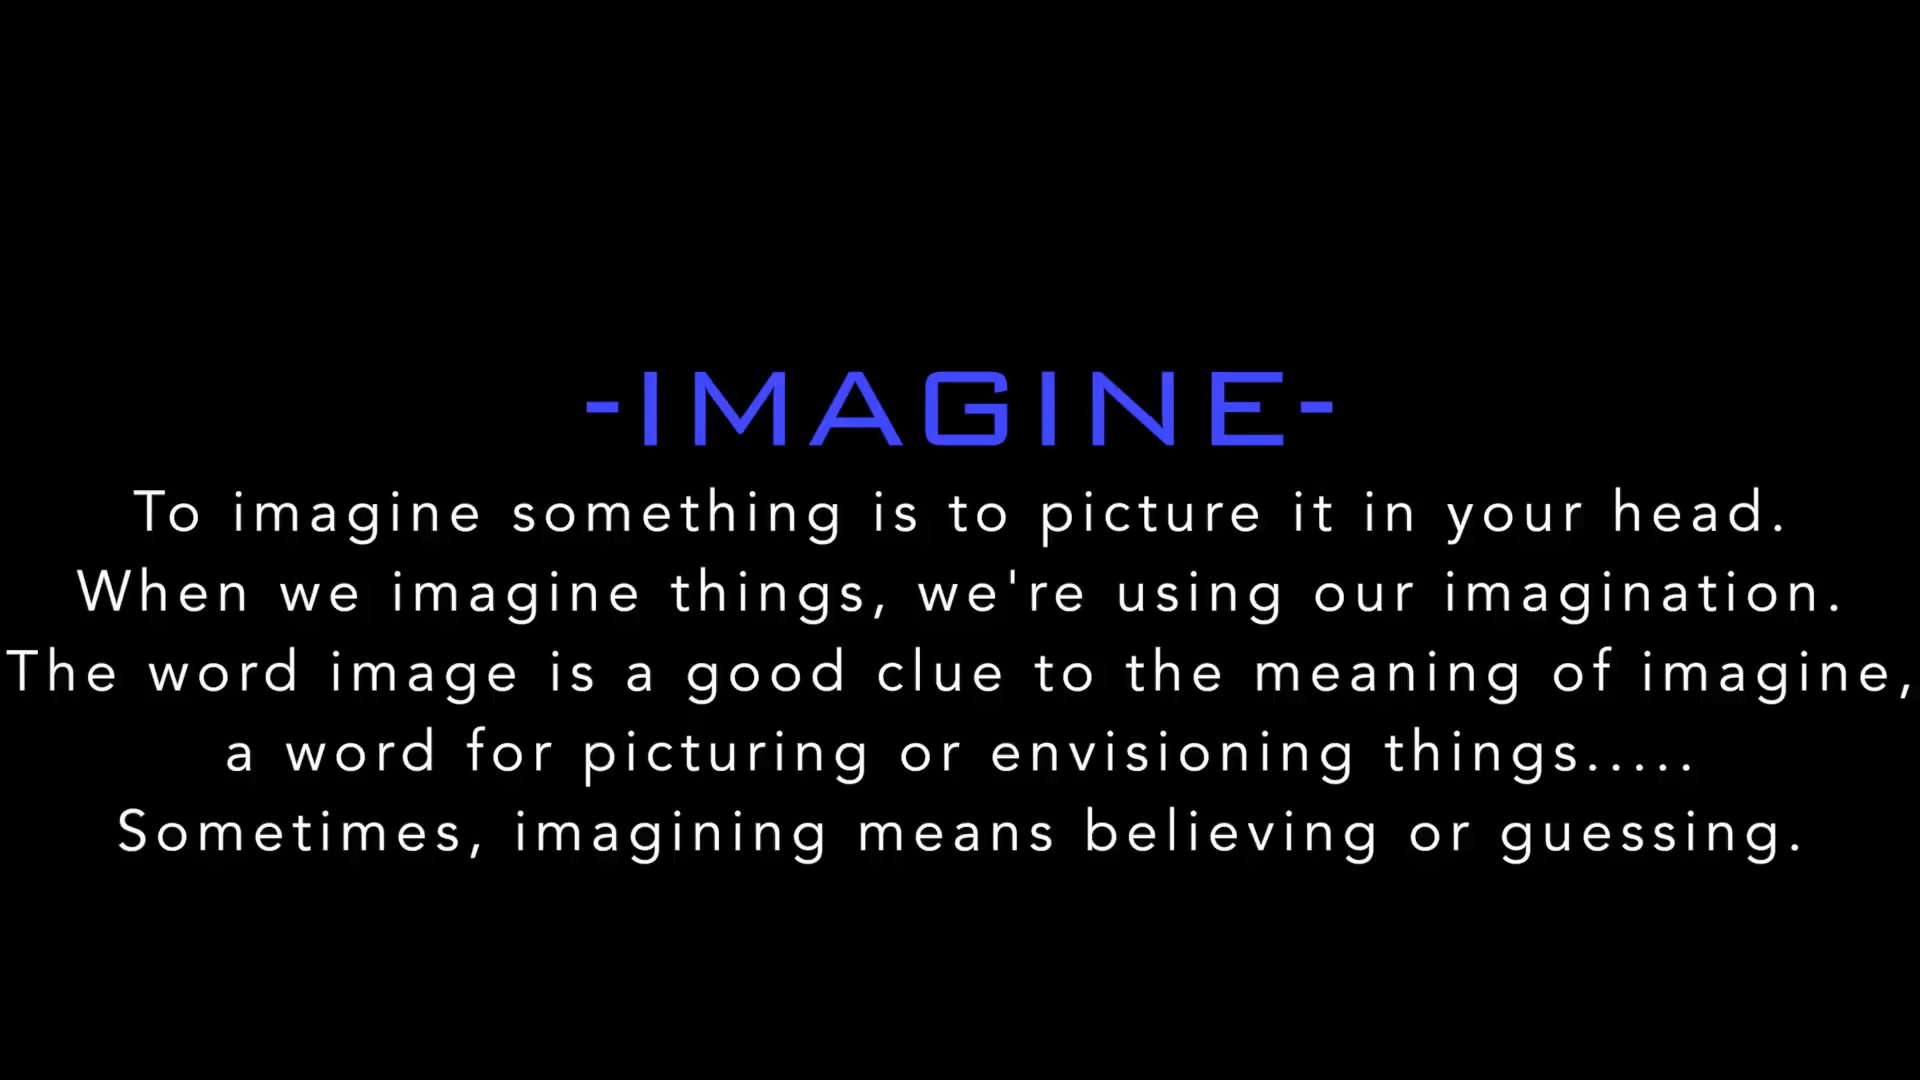 -IMAGINE-
To imagine something is to picture it in your head.
When we imagine things, we're using our imagination.
The word image is a good clue to the meaning of imagine,
a word for picturing or envisioning things.....
Sometimes, imagining means believing or guessing.